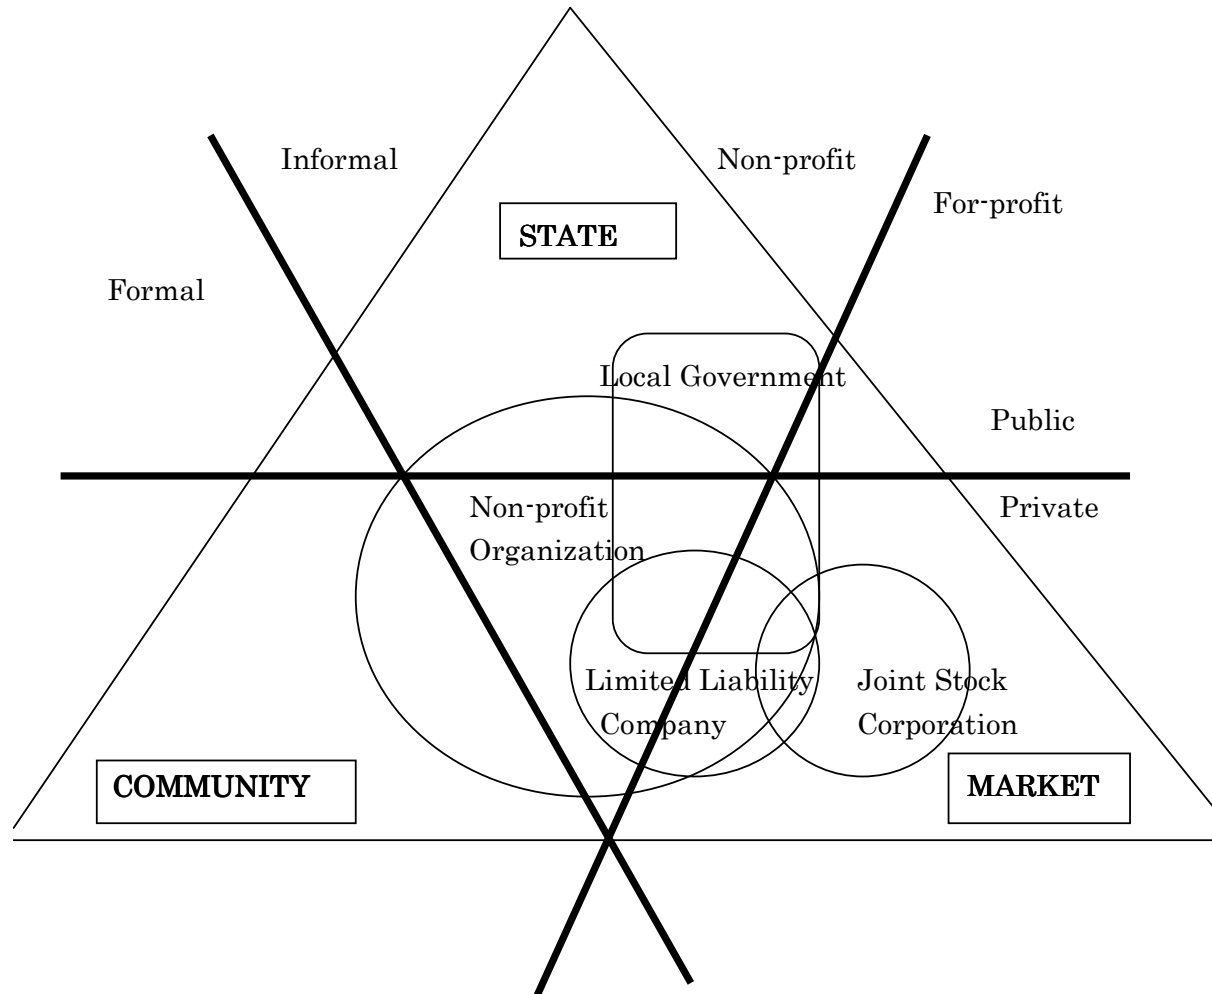 Informal
Non-profit
For-profit
STATE
Formal
Local Government
Public
Non-profit
Organization
Private
Limited Liability
Company
Joint Stock
Corporation
COMMUNITY
MARKET